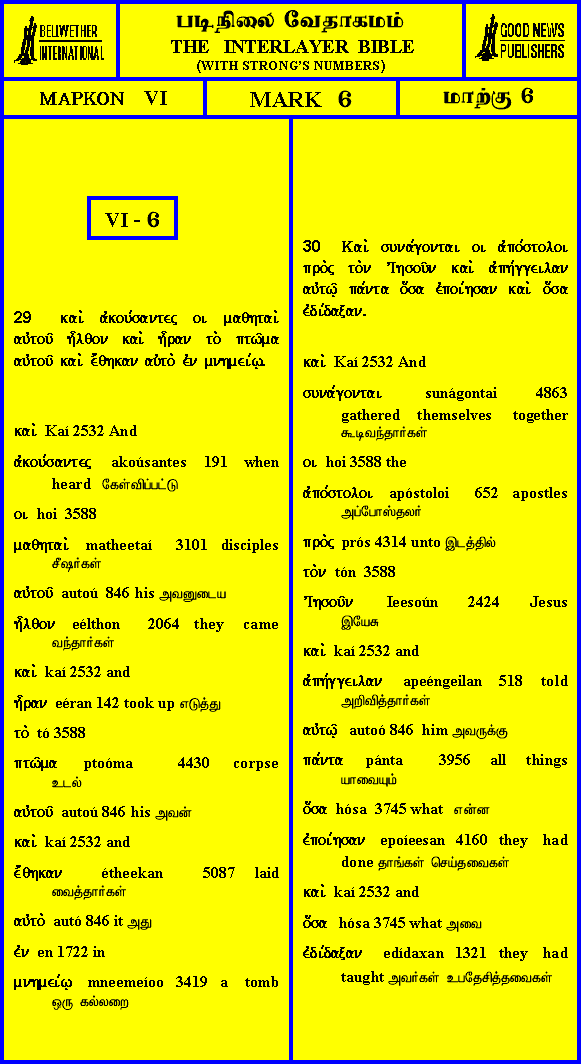 BELLWETHER
INTERNATIONAL
படிநிலை வேதாகமம்
THE INTERLAYER BIBLE
(WITH STRONG'S NUMBERS)
GOOD NEWS
PUBLISHERS
ΜΑΡΚΟΝ VI
MARK 6
மாற்கு 6
VI - 6
29 καὶ ἀκούσαντες οι μαθηταὶ
αὐτοῦ ἦλθον καὶ ἦραν τὸ πτῶμα
αὐτοῦ καὶ ἔθηκαν αὐτὸ ἐν μνημείῳ.
καὶ Kaí 2532 And
ἀκούσαντες akoúsantes 191 when
heard கேள்விப்பட்டு
οι hoi 3588
μαθηταὶ matheetaí 3101 disciples
சீஷர்கள்
αὐτοῦ autoú 846 his அவனுடைய
ἦλθον eélthon 2064 they came
வந்தார்கள்
καὶ kaí 2532 and
ἦραν eéran 142 took up எடுத்து
τὸ tó 3588
πτῶμα ptoóma 4430 corpse
உடல்
αὐτοῦ autoú 846 his அவன்
καὶ kaí 2532 and
ἔθηκαν étheekan 5087 laid
வைத்தார்கள்
αὐτὸ autó 846 it அது
ἐν en 1722 in
μνημείῳ mneemeíoo 3419 a tomb
ஒரு கல்லறை
30 Καὶ συνάγονται οι ἀπόστολοι
πρὸς τὸν Ἰησοῦν καὶ ἀπήγγειλαν
αὐτῷ πάντα ὅσα ἐποίησαν καὶ ὅσα
ἐδίδαξαν.
καὶ Kaí 2532 And
συνάγονται sunágontai 4863
gathered themselves together
கூடிவந்தார்கள்
οι hoi 3588 the
ἀπόστολοι apóstoloi 652 apostles
அப்போஸ்தலர்
πρὸς prós 4314 unto இடத்தில்
τὸν tón 3588
Ἰησοῦν Ieesoún 2424 Jesus
இயேசு
καὶ kaí 2532 and
ἀπήγγειλαν apeéngeilan 518 told
அறிவித்தார்கள்
αὐτῷ autoó 846 him அவருக்கு
πάντα pánta 3956 all things
யாவையும்
ὅσα hósa 3745 what என்ன
ἐποίησαν epoíeesan 4160 they had
done தாங்கள் செய்தவைகள்
καὶ kaí 2532 and
ὅσα hósa 3745 what அவை
ἐδίδαξαν edídaxan 1321 they had
taught அவர்கள் உபதேசித்தவைகள்